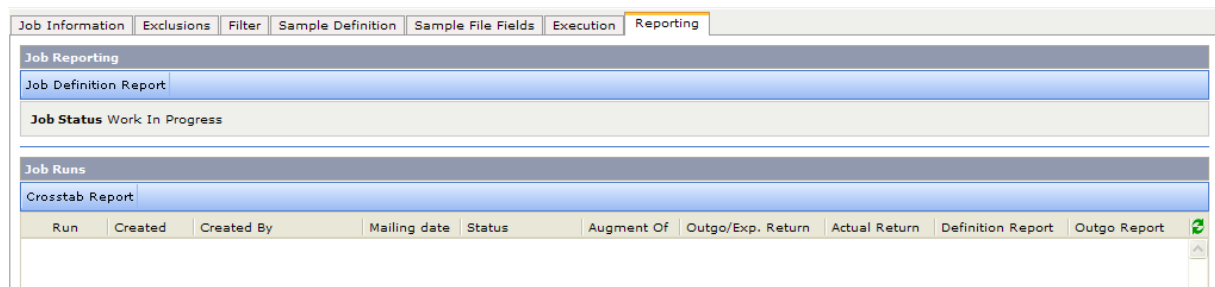 Job Information Exclusions Filter Sample Definition Sample File Fields Execution Reporting
Job Reporting
Job Definition Report
Job Status Work In Progress
Job Runs
Crosstab Report
Run Created Created By Mailing date Status Augment Of Outgo/Exp. Return Actual Return Definition Report Outgo Report